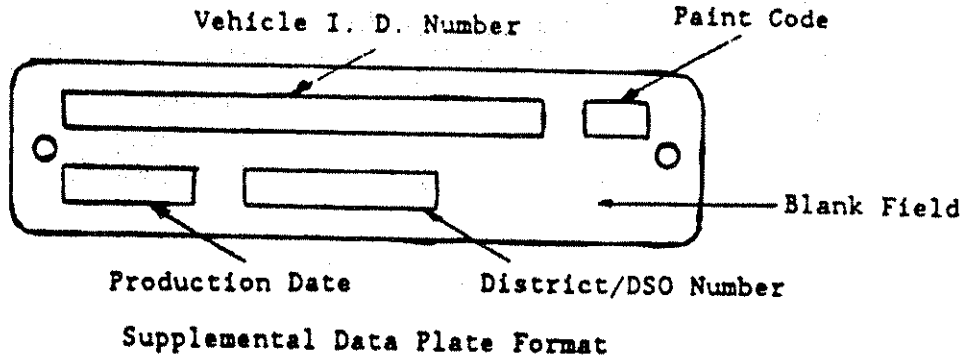 Vehicle I. D. Number
Paint Code
Blank Field
Production Date
District/DSO Number
Supplemental Data Plate Format